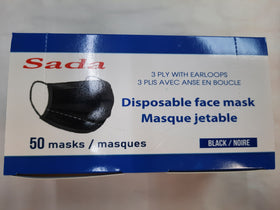 Sada
3 PLY WITH EARLOOPS
3 PLIS AVEC ANSE EN BOUCLE
Disposable face mask
Masque jetable
50 masks / masques
BLACK / NOIRE